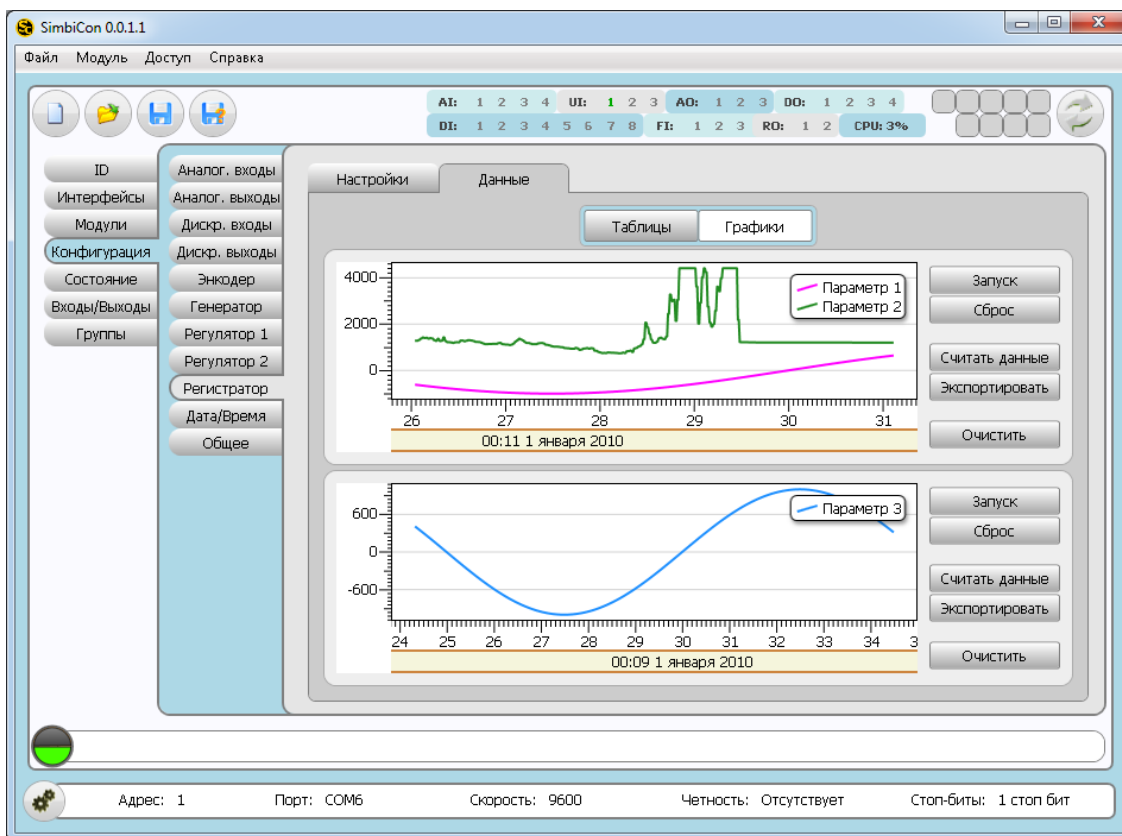 SimbiCon 0.0.1.1
Файл Модуль Доступ Справка
AI: 1 2 3 4 UI: 1 2 3 AO: 1 2 3 DO: 1 2 3 4
DI: 1 2 3 4 5 6 7 8 FI: 1 2 3 RO: 1 2 CPU: 3%
ID
Интерфейсы
Модули
Конфигурация
Состояние
Входы/Выходы
Группы
Аналог. входы
Аналог. выходы
Дискр. входы
Дискр. выходы
Энкодер
Генератор
Регулятор 1
Регулятор 2
Регистратор
Дата/Время
Общее
Настройки Данные
Таблицы Графики
4000
2000
0
Параметр 1
Параметр 2
26 27 28 29 30 31
00:11 1 января 2010
Запуск
Сброс
Считать данные
Экспортировать
Очистить
600
0
-600
Параметр 3
24 25 26 27 28 29 30 31 32 33 34 3
00:09 1 января 2010
Запуск
Сброс
Считать данные
Экспортировать
Очистить
Адрес: 1 Порт: COM6 Скорость: 9600 Четность: Отсутствует Стоп-биты: 1 стоп бит